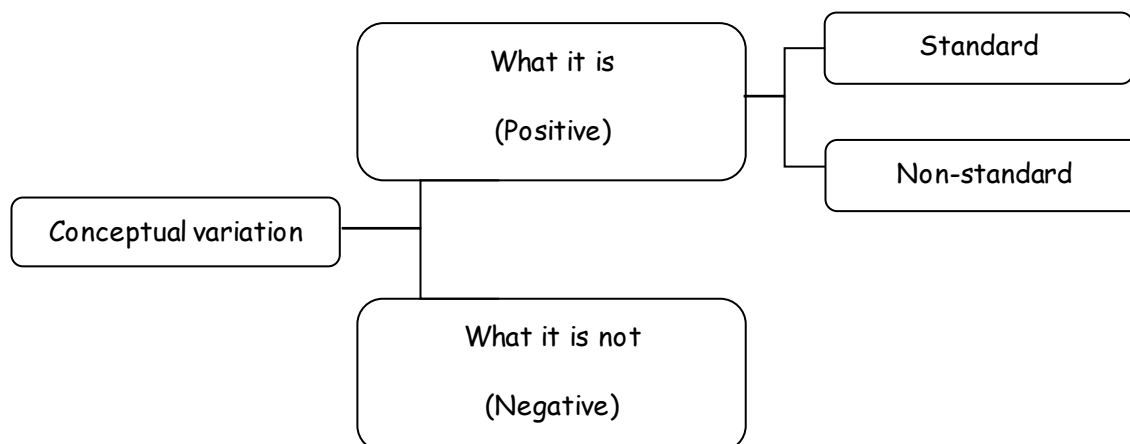 Conceptual variation
What it is
(Positive)
Standard
Non-standard
What it is not
(Negative)